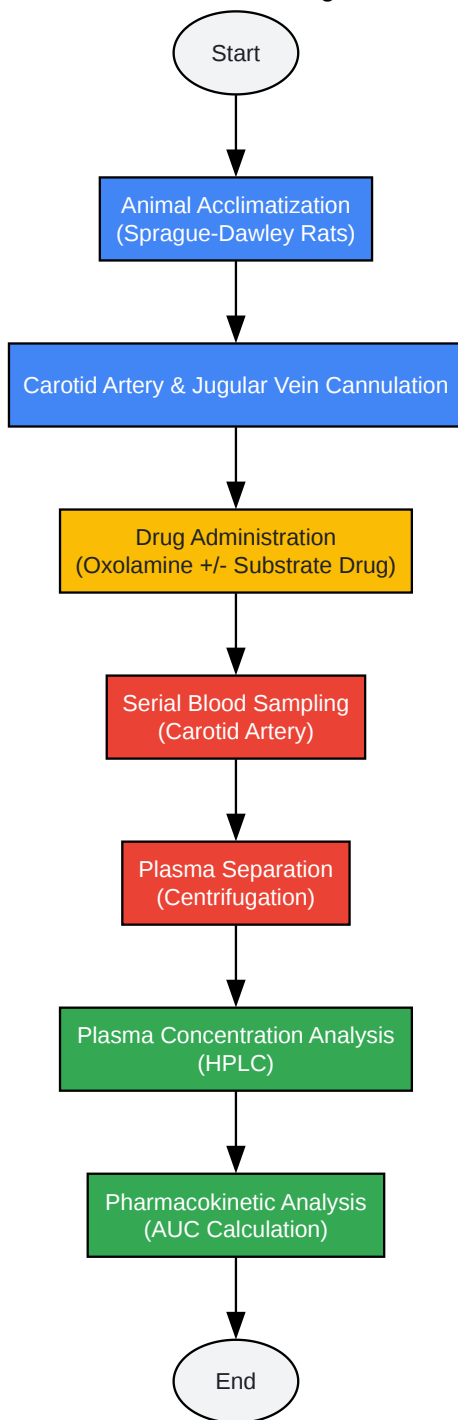 Start
Animal Acclimatization
(Sprague-Dawley Rats)
Carotid Artery & Jugular Vein Cannulation
Drug Administration
(Oxolamine +/- Substrate Drug)
Serial Blood Sampling
(Carotid Artery)
Plasma Separation
(Centrifugation)
Plasma Concentration Analysis
(HPLC)
Pharmacokinetic Analysis
(AUC Calculation)
End